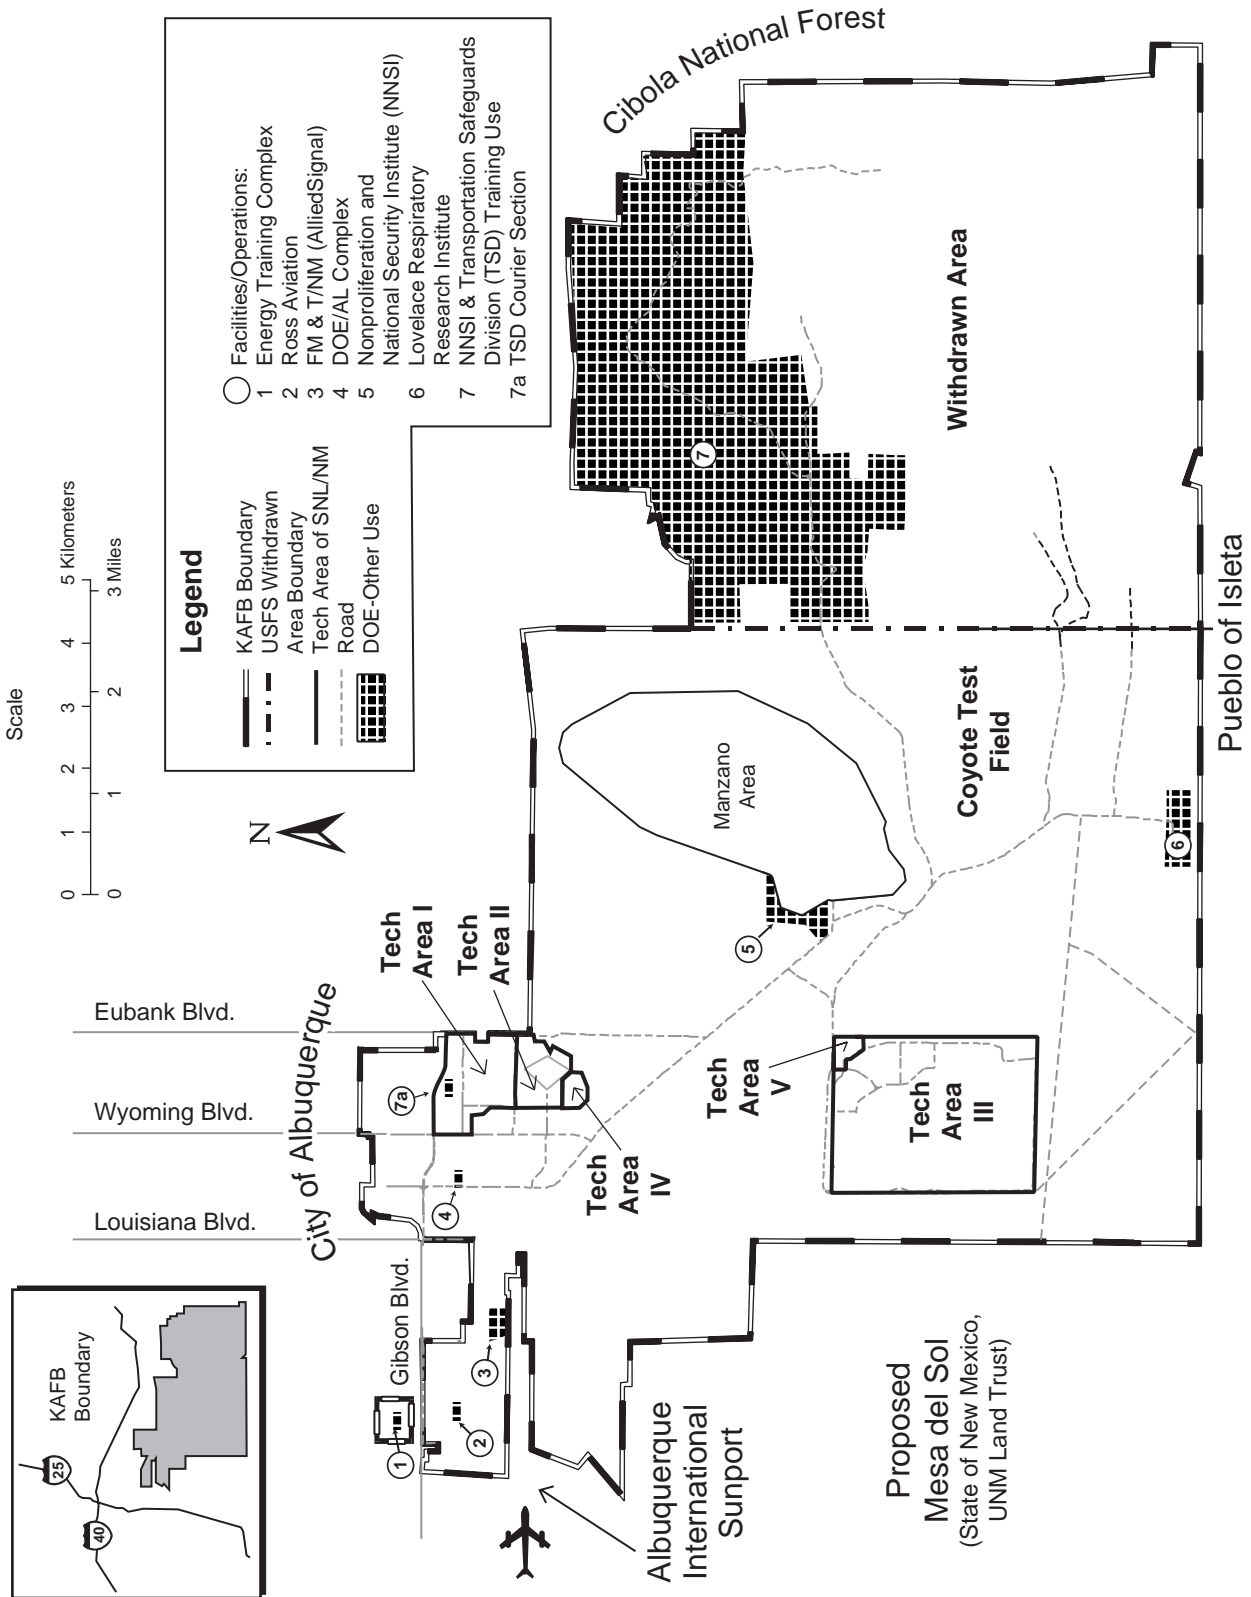 KAFB
Boundary
25
40
Scale
0 1 2 3 4 5 Kilometers
0 1 2 3 Miles
N
Legend
KAFB Boundary
USFS Withdrawn
Area Boundary
Tech Area of SNL/NM
Road
DOE-Other Use
Facilities/Operations:
1 Energy Training Complex
2 Ross Aviation
3 FM & T/NM (AlliedSignal)
4 DOE/AL Complex
5 Nonproliferation and
National Security Institute (NNSI)
6 Lovelace Respiratory
Research Institute
7 NNSI & Transportation Safeguards
Division (TSD) Training Use
7a TSD Courier Section
Louisiana Blvd.
Wyoming Blvd.
Eubank Blvd.
City of Albuquerque
Gibson Blvd.
Cibola National Forest
1
2
3
4
7a
Tech
Area I
Tech
Area II
Tech
Area
IV
Albuquerque
International
Sunport
5
Manzano
Area
7
Tech
Area
V
Tech
Area
III
Coyote Test
Field
Withdrawn Area
6
Proposed
Mesa del Sol
(State of New Mexico,
UNM Land Trust)
Pueblo of Isleta